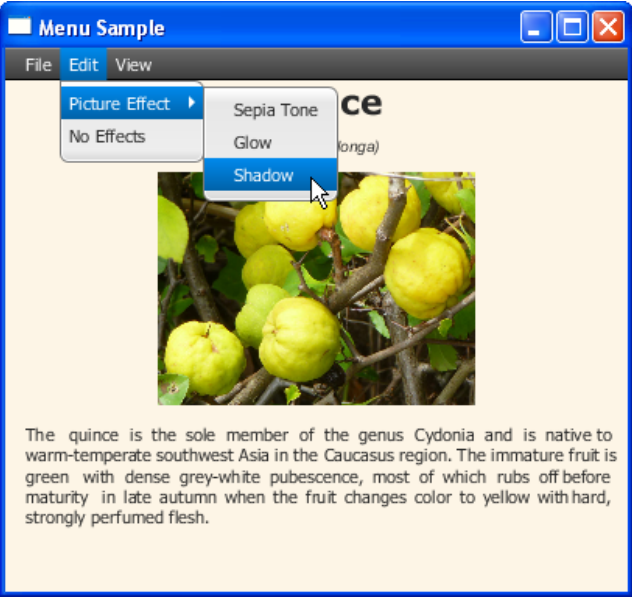 Menu Sample
File Edit View
Picture Effect
No Effects
Sepia Tone
Glow
Shadow
The quince is the sole member of the genus Cydonia and is native to
warm-temperate southwest Asia in the Caucasus region. The immature fruit is
green with dense grey-white pubescence, most of which rubs off before
maturity in late autumn when the fruit changes color to yellow with hard,
strongly perfumed flesh.